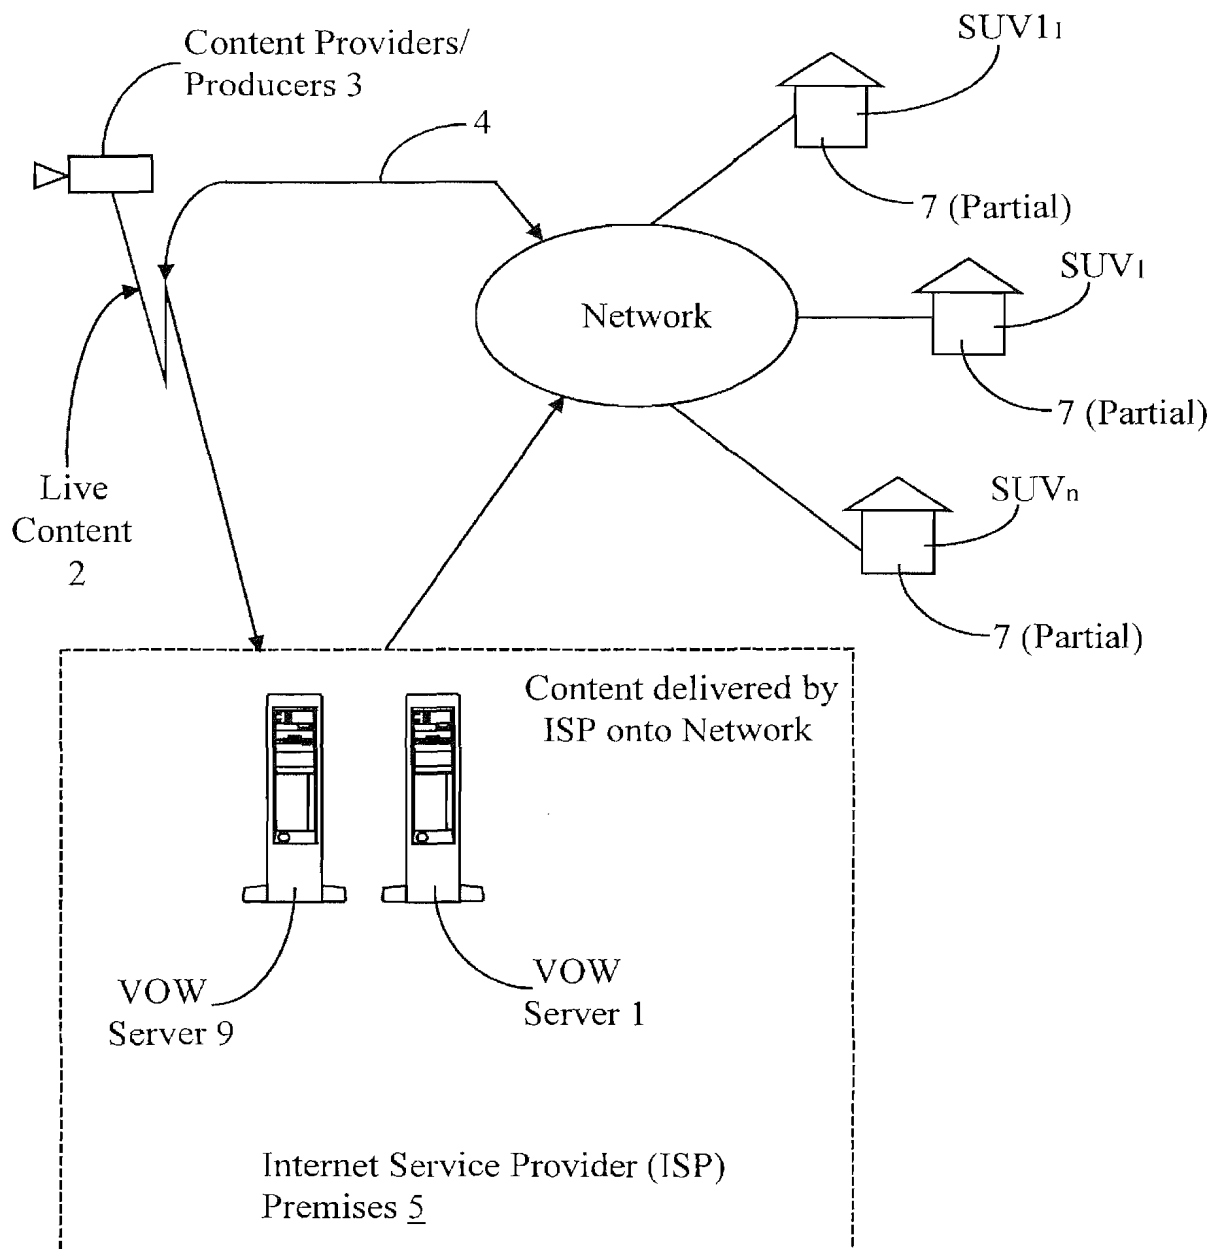 Content Providers/
Producers 3
SUV1₁
4
7 (Partial)
SUV₁
Network
7 (Partial)
Live
Content
2
SUVₙ
7 (Partial)
Content delivered by
ISP onto Network
VOW
Server 9
VOW
Server 1
Internet Service Provider (ISP)
Premises 5